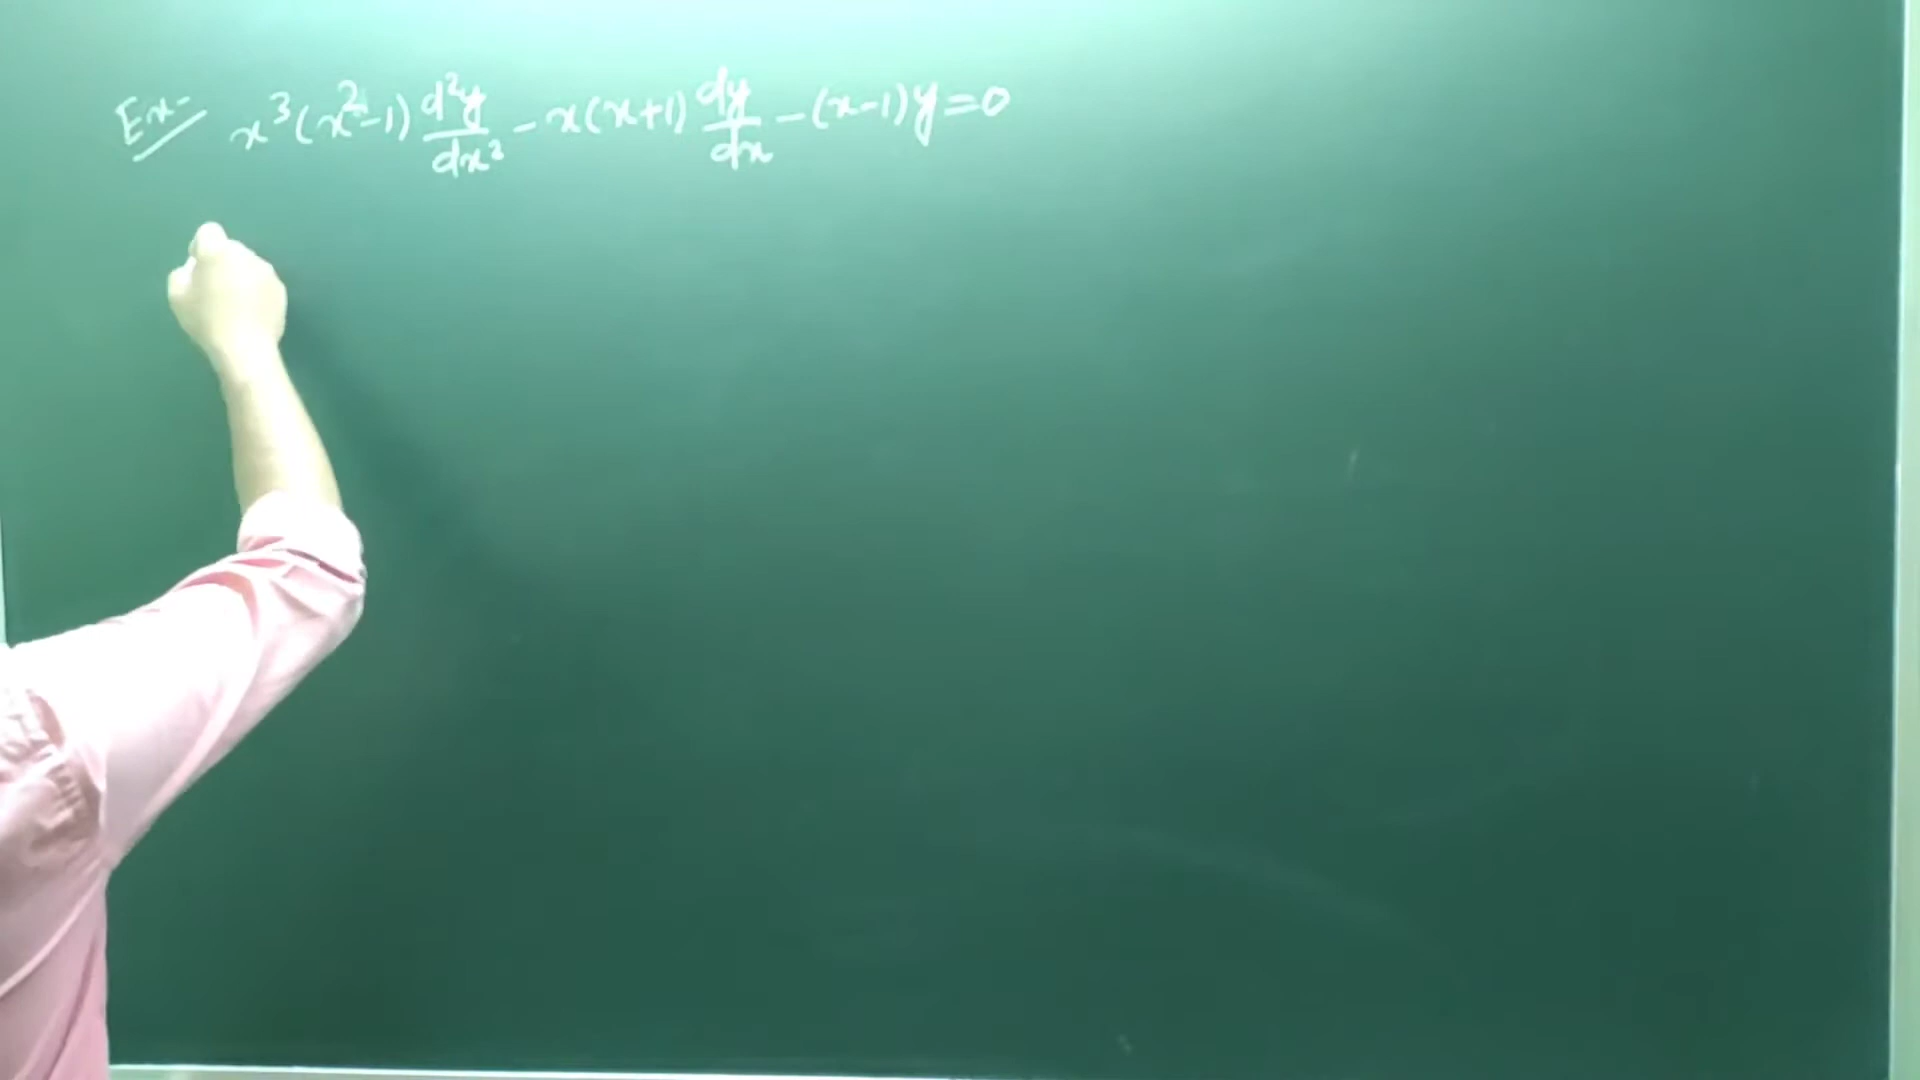 Ex- x³(x²-1) d²y/dx² - x(x+1) dy/dx - (x-1)y=0